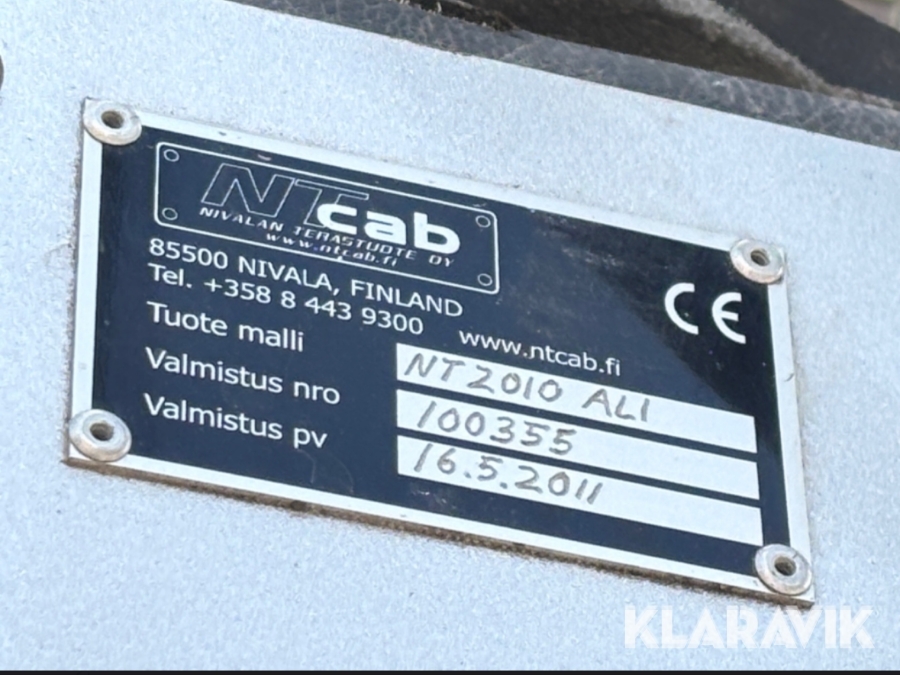 NTcab
NIVALAN TERÄSTUOTE OY
www.ntcab.fi
85500 NIVALA, FINLAND
Tel. +358 8 443 9300
www.ntcab.fi
CE
Tuote malli NT2010 ALI
Valmistus nro 100355
Valmistus pv 16.5.2011
KLARAVIK